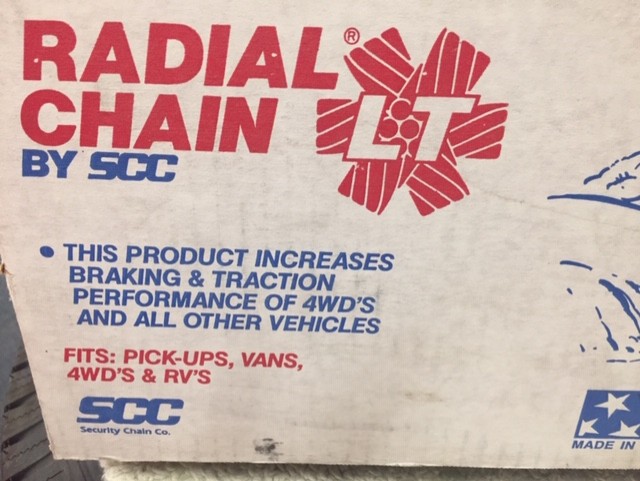 RADIAL®
CHAIN
LT
BY SCC
• THIS PRODUCT INCREASES
BRAKING & TRACTION
PERFORMANCE OF 4WD'S
AND ALL OTHER VEHICLES
FITS: PICK-UPS, VANS,
4WD'S & RV'S
SCC
Security Chain Co.
MADE IN